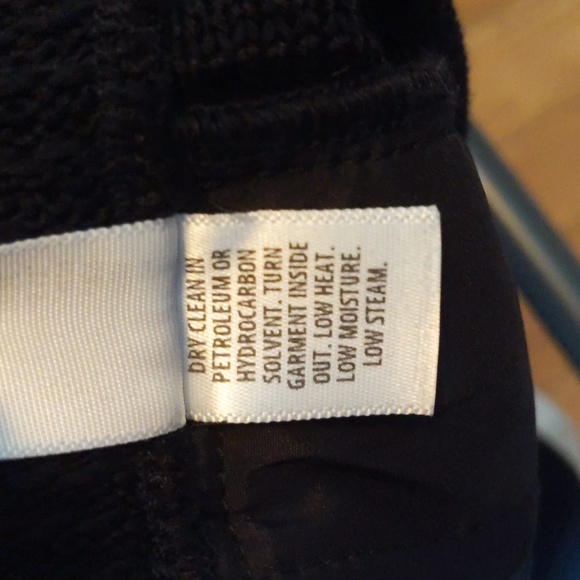 DRY CLEAN IN
PETROLEUM OR
HYDROCARBON
SOLVENT. TURN
GARMENT INSIDE
OUT. LOW HEAT.
LOW MOISTURE.
LOW STEAM.